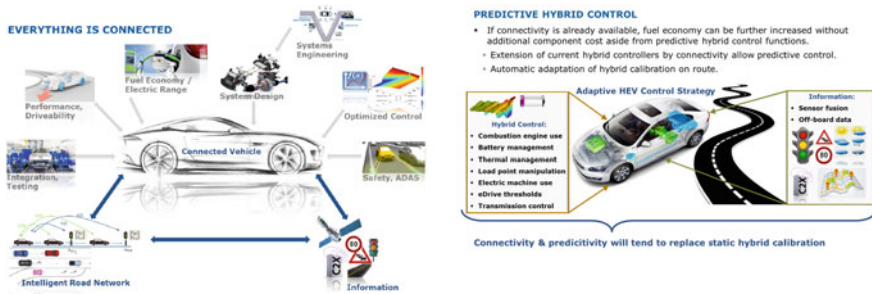 EVERYTHING IS CONNECTED
Systems
Engineering
Fuel Economy /
Electric Range
System Design
Performance,
Driveability
Optimized Control
Connected Vehicle
Integration,
Testing
Safety, ADAS
80
C2X
Intelligent Road Network
Information
PREDICTIVE HYBRID CONTROL
If connectivity is already available, fuel economy can be further increased without
additional component cost aside from predictive hybrid control functions.
Extension of current hybrid controllers by connectivity allow predictive control.
Automatic adaptation of hybrid calibration on route.
Adaptive HEV Control Strategy
Hybrid Control:
Combustion engine use
Battery management
Thermal management
Load point manipulation
Electric machine use
eDrive thresholds
Transmission control
Information:
Sensor fusion
Off-board data
80
C2X
Connectivity & predicitivity will tend to replace static hybrid calibration